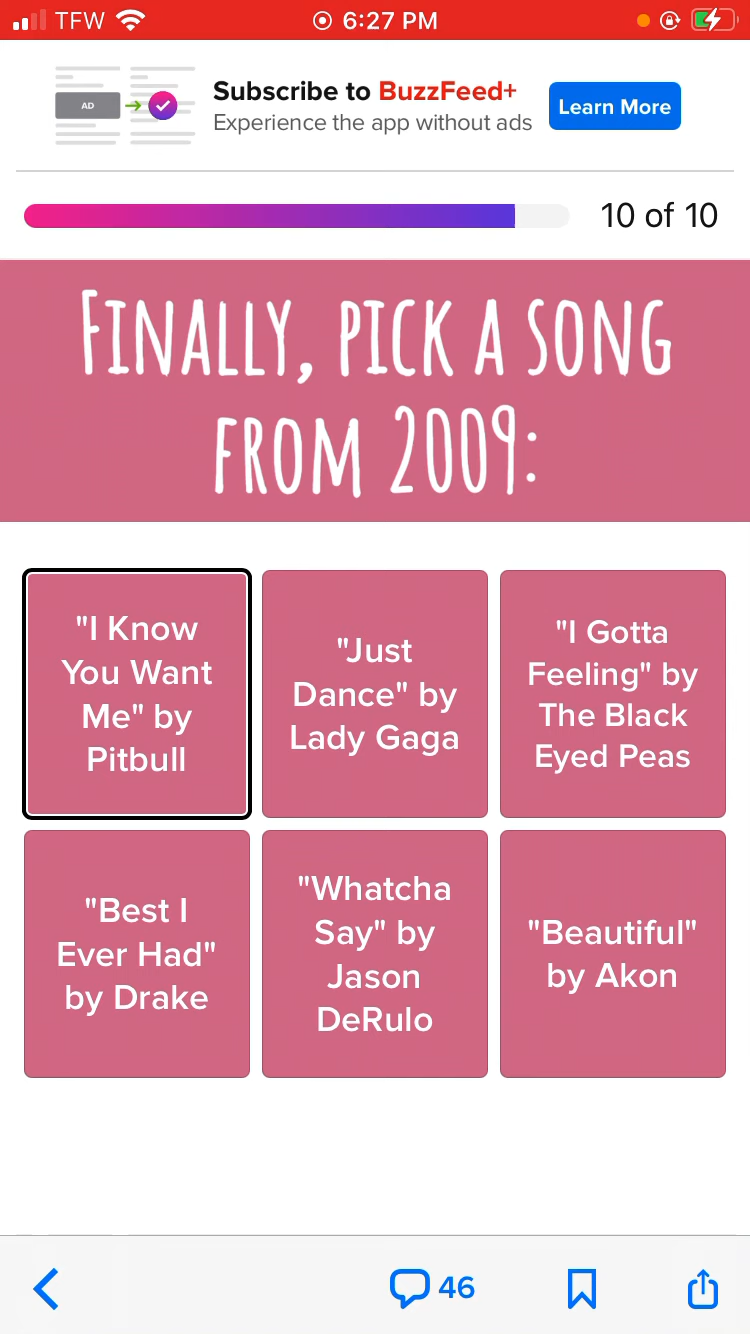 TFW 6:27 PM
AD
Subscribe to BuzzFeed+
Experience the app without ads
Learn More
10 of 10
FINALLY, PICK A SONG
FROM 2009:
"I Know
You Want
Me" by
Pitbull
"Just
Dance" by
Lady Gaga
"I Gotta
Feeling" by
The Black
Eyed Peas
"Best I
Ever Had"
by Drake
"Whatcha
Say" by
Jason
DeRulo
"Beautiful"
by Akon
46